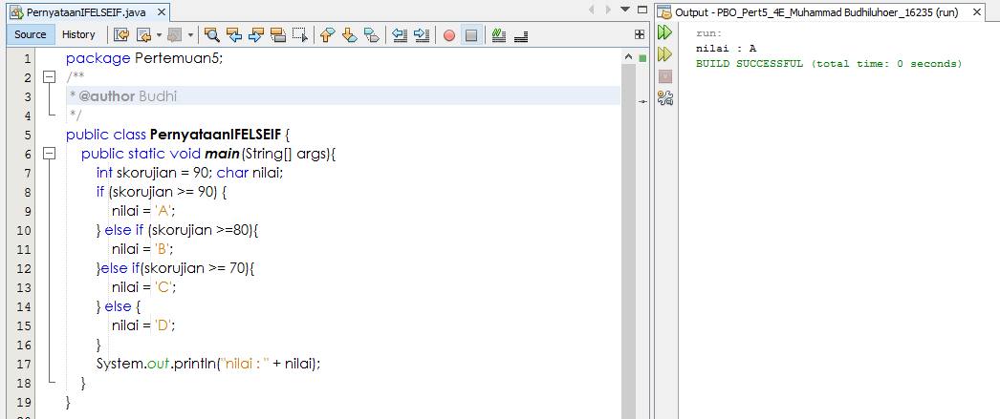 PernyataanIFELSEIF.java
Source History
1 package Pertemuan5;
2 /**
3 * @author Budhi
4 */
5 public class PernyataanIFELSEIF {
6 public static void main(String[] args){
7 int skorujian = 90; char nilai;
8 if (skorujian >= 90) {
9 nilai = 'A';
10 } else if (skorujian >=80){
11 nilai = 'B';
12 }else if(skorujian >= 70){
13 nilai = 'C';
14 } else {
15 nilai = 'D';
16 }
17 System.out.println("nilai : " + nilai);
18 }
19 }
Output - PBO_Pert5_4E_Muhammad Budhiluhoer_16235 (run)
run:
nilai : A
BUILD SUCCESSFUL (total time: 0 seconds)